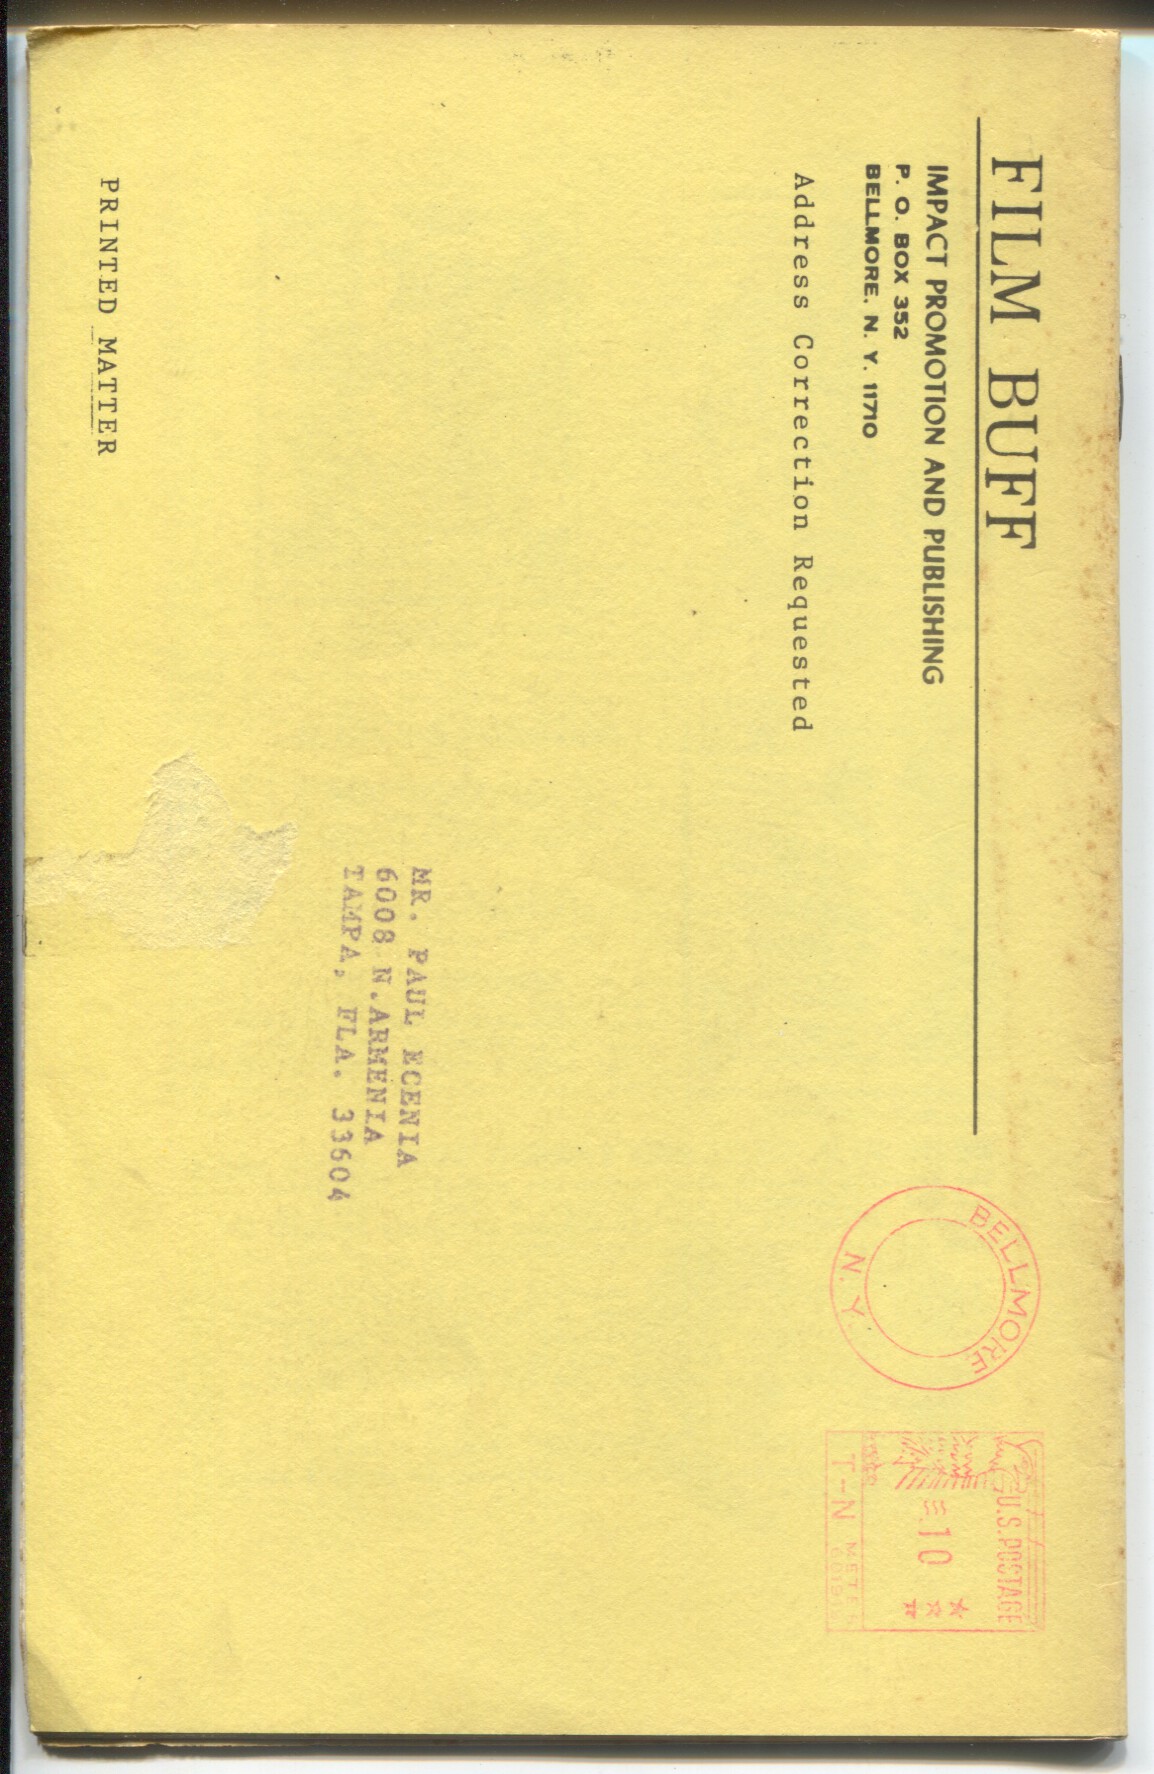 FILM BUFF
IMPACT PROMOTION AND PUBLISHING
P. O. BOX 352
BELLMORE, N. Y. 11710
Address Correction Requested
BELLMORE
N. Y.
U.S. POSTAGE
.10
T-N METER
MR. PAUL ECENIA
6008 N. ARMENIA
TAMPA, FLA. 33604
PRINTED MATTER